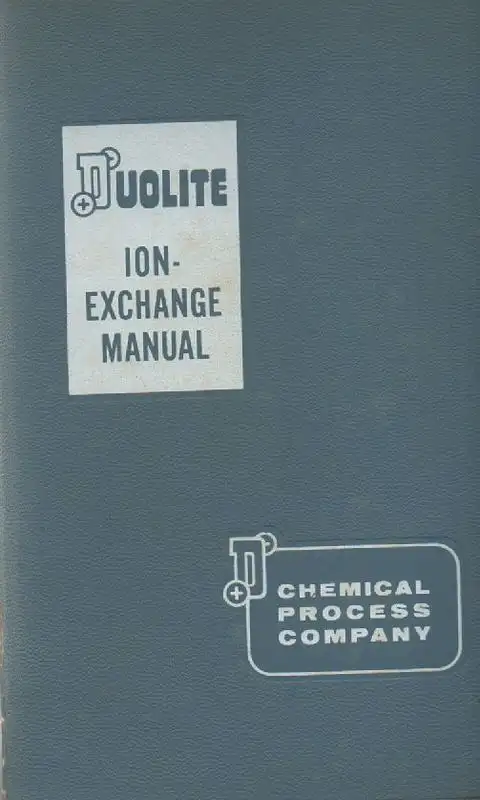 DUOLITE
ION-
EXCHANGE
MANUAL
D
CHEMICAL
PROCESS
COMPANY